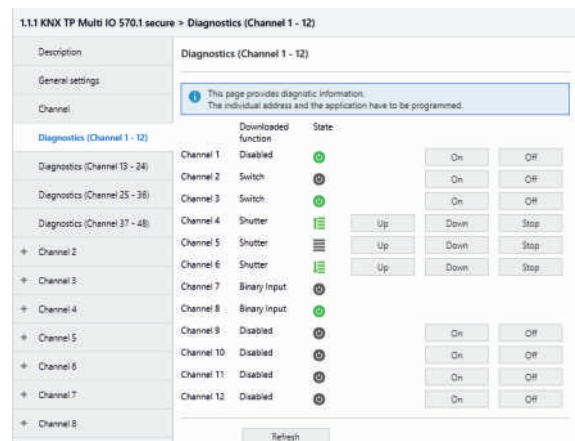 1.1.1 KNX TP Multi IO 570.1 secure > Diagnostics (Channel 1 - 12)
Description
General settings
Channel
Diagnostics (Channel 1 - 12)
Diagnostics (Channel 13 - 24)
Diagnostics (Channel 25 - 36)
Diagnostics (Channel 37 - 48)
+ Channel 2
+ Channel 3
+ Channel 4
+ Channel 5
+ Channel 6
+ Channel 7
+ Channel 8
Diagnostics (Channel 1 - 12)
This page provides diagnostic information.
The individual address and the application have to be programmed.
Downloaded function State
Channel 1 Disabled On Off
Channel 2 Switch On Off
Channel 3 Switch On Off
Channel 4 Shutter Up Down Stop
Channel 5 Shutter Up Down Stop
Channel 6 Shutter Up Down Stop
Channel 7 Binary Input
Channel 8 Binary Input
Channel 9 Disabled On Off
Channel 10 Disabled On Off
Channel 11 Disabled On Off
Channel 12 Disabled On Off
Refresh